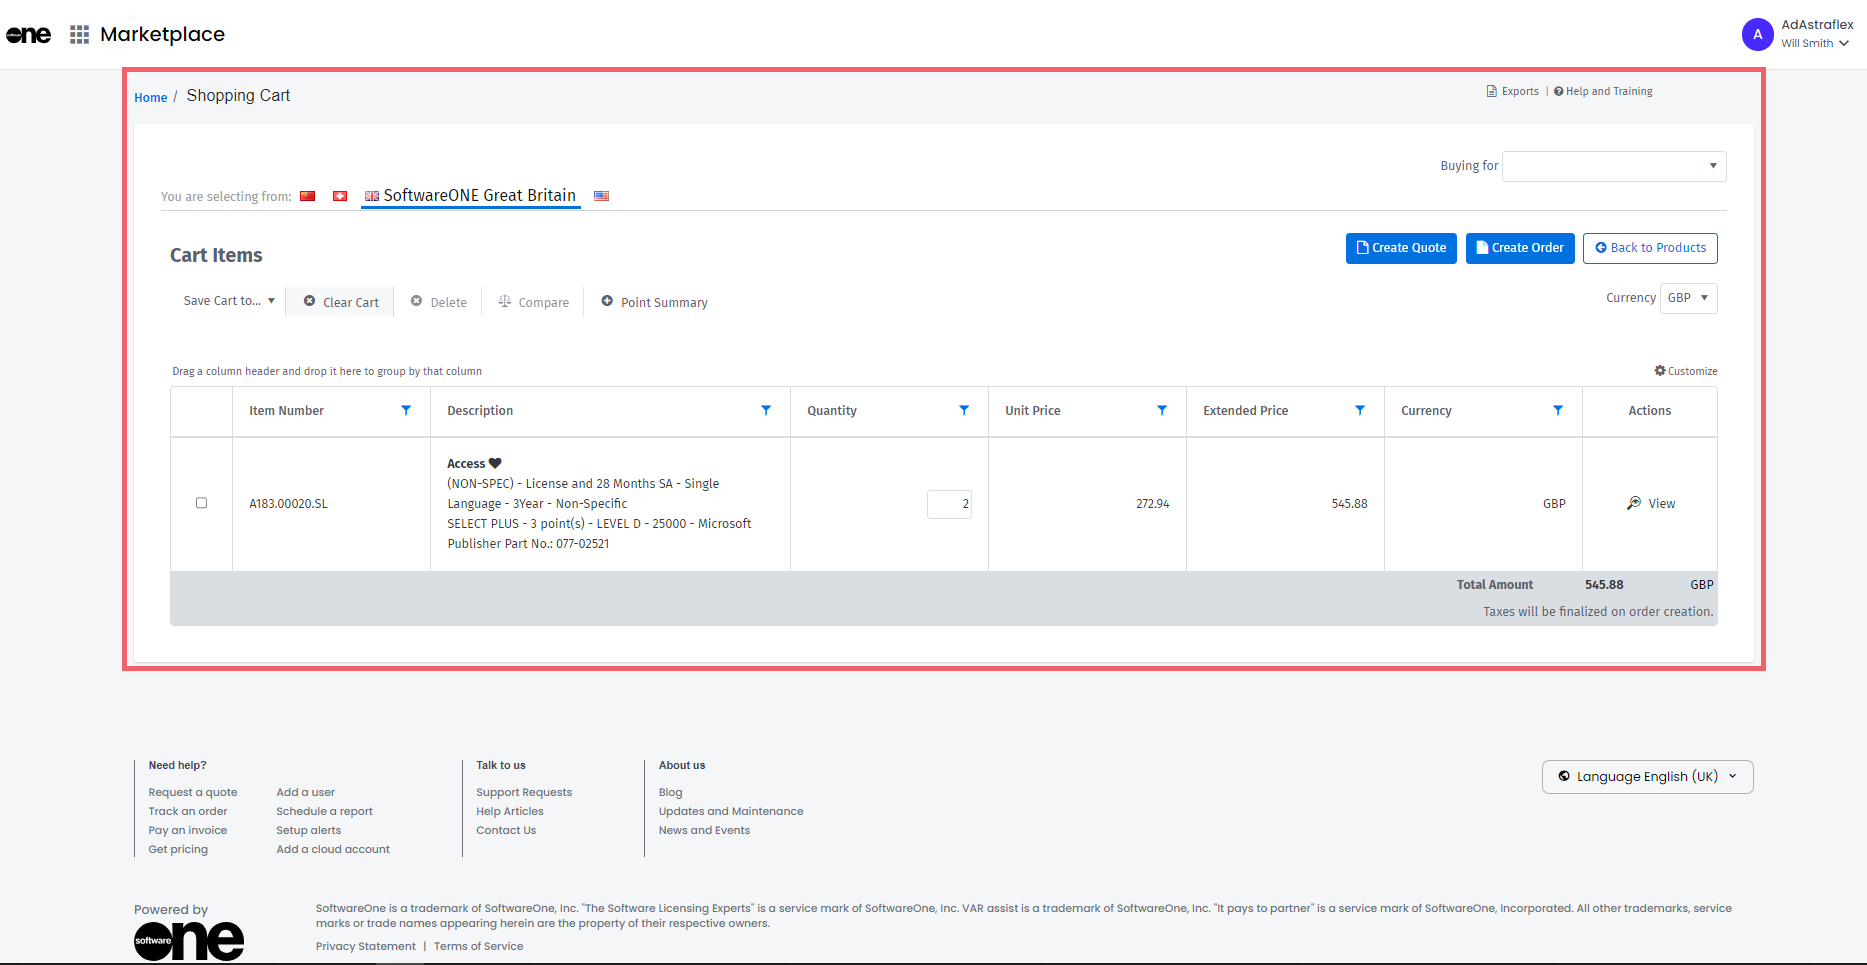 software one
Marketplace
A
AdAstraflex
Will Smith
Home / Shopping Cart
Exports | Help and Training
Buying for
You are selecting from: SoftwareONE Great Britain
Cart Items
Create Quote Create Order Back to Products
Save Cart to... Clear Cart Delete Compare Point Summary
Currency GBP
Drag a column header and drop it here to group by that column
Customize
Item Number Description Quantity Unit Price Extended Price Currency Actions
Access
(NON-SPEC) - License and 28 Months SA - Single
Language - 3Year - Non-Specific
SELECT PLUS - 3 point(s) - LEVEL D - 25000 - Microsoft
Publisher Part No.: 077-02521
A183.00020.SL
2
272.94
545.88
GBP
View
Total Amount 545.88 GBP
Taxes will be finalized on order creation.
Need help?
Request a quote
Track an order
Pay an invoice
Get pricing
Add a user
Schedule a report
Setup alerts
Add a cloud account
Talk to us
Support Requests
Help Articles
Contact Us
About us
Blog
Updates and Maintenance
News and Events
Language English (UK)
Powered by
software one
SoftwareOne is a trademark of SoftwareOne, Inc. "The Software Licensing Experts" is a service mark of SoftwareOne, Inc. VAR assist is a trademark of SoftwareOne, Inc. "It pays to partner" is a service mark of SoftwareOne, Incorporated. All other trademarks, service
marks or trade names appearing herein are the property of their respective owners.
Privacy Statement | Terms of Service